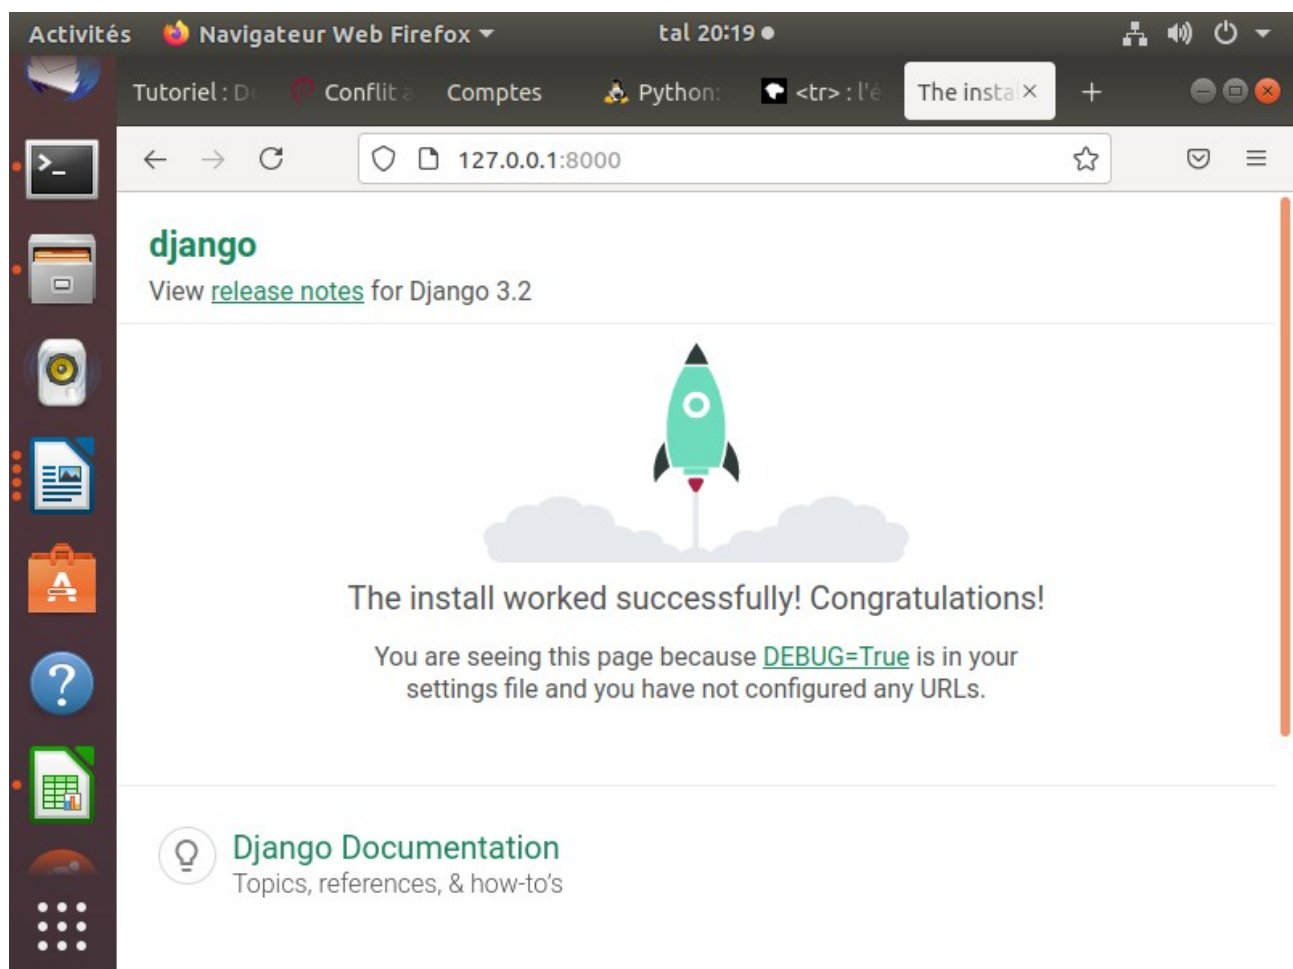 Activités Navigateur Web Firefox tal 20:19
Tutoriel : D Conflit a Comptes Python: <tr> : l'é The instal
127.0.0.1:8000
django
View release notes for Django 3.2
The install worked successfully! Congratulations!
You are seeing this page because DEBUG=True is in your
settings file and you have not configured any URLs.
Django Documentation
Topics, references, & how-to's